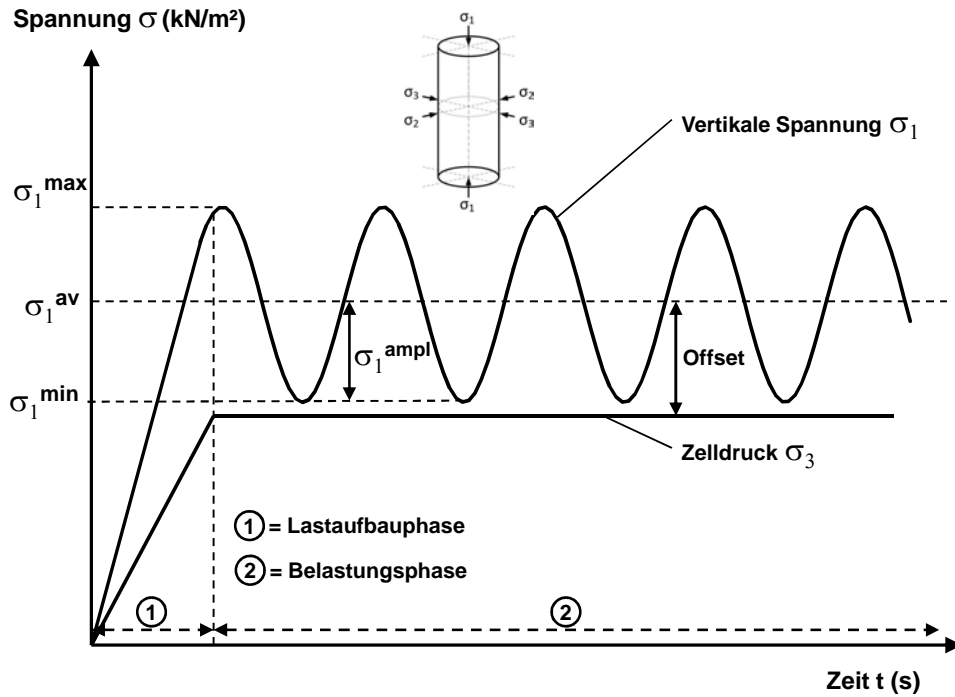 Spannung σ (kN/m²)
σ1
σ3
σ2
σ2
σ3
σ1
Vertikale Spannung σ1
σ1max
σ1av
σ1ampl
Offset
σ1min
Zelldruck σ3
1 = Lastaufbauphase
2 = Belastungsphase
1
2
Zeit t (s)